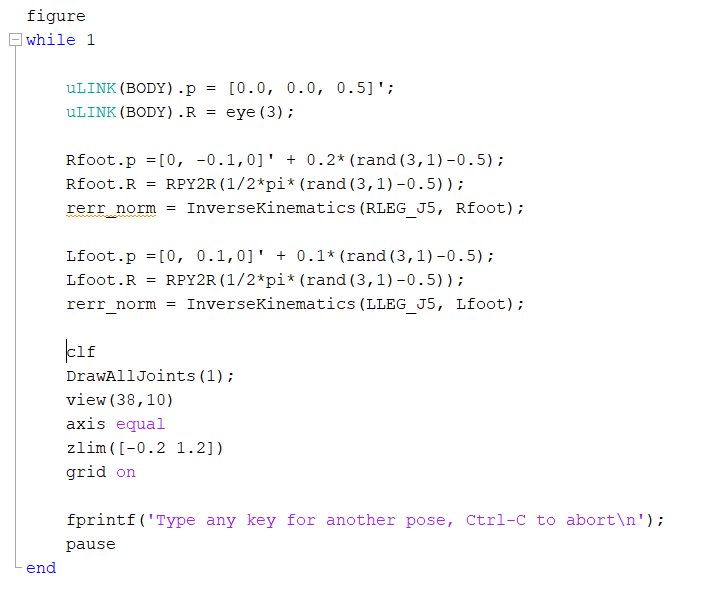 figure
while 1
uLINK(BODY).p = [0.0, 0.0, 0.5]';
uLINK(BODY).R = eye(3);
Rfoot.p =[0, -0.1,0]' + 0.2*(rand(3,1)-0.5);
Rfoot.R = RPY2R(1/2*pi*(rand(3,1)-0.5));
rerr_norm = InverseKinematics(RLEG_J5, Rfoot);
Lfoot.p =[0, 0.1,0]' + 0.1*(rand(3,1)-0.5);
Lfoot.R = RPY2R(1/2*pi*(rand(3,1)-0.5));
rerr_norm = InverseKinematics(LLEG_J5, Lfoot);
clf
DrawAllJoints(1);
view(38,10)
axis equal
zlim([-0.2 1.2])
grid on
fprintf('Type any key for another pose, Ctrl-C to abort\n');
pause
end